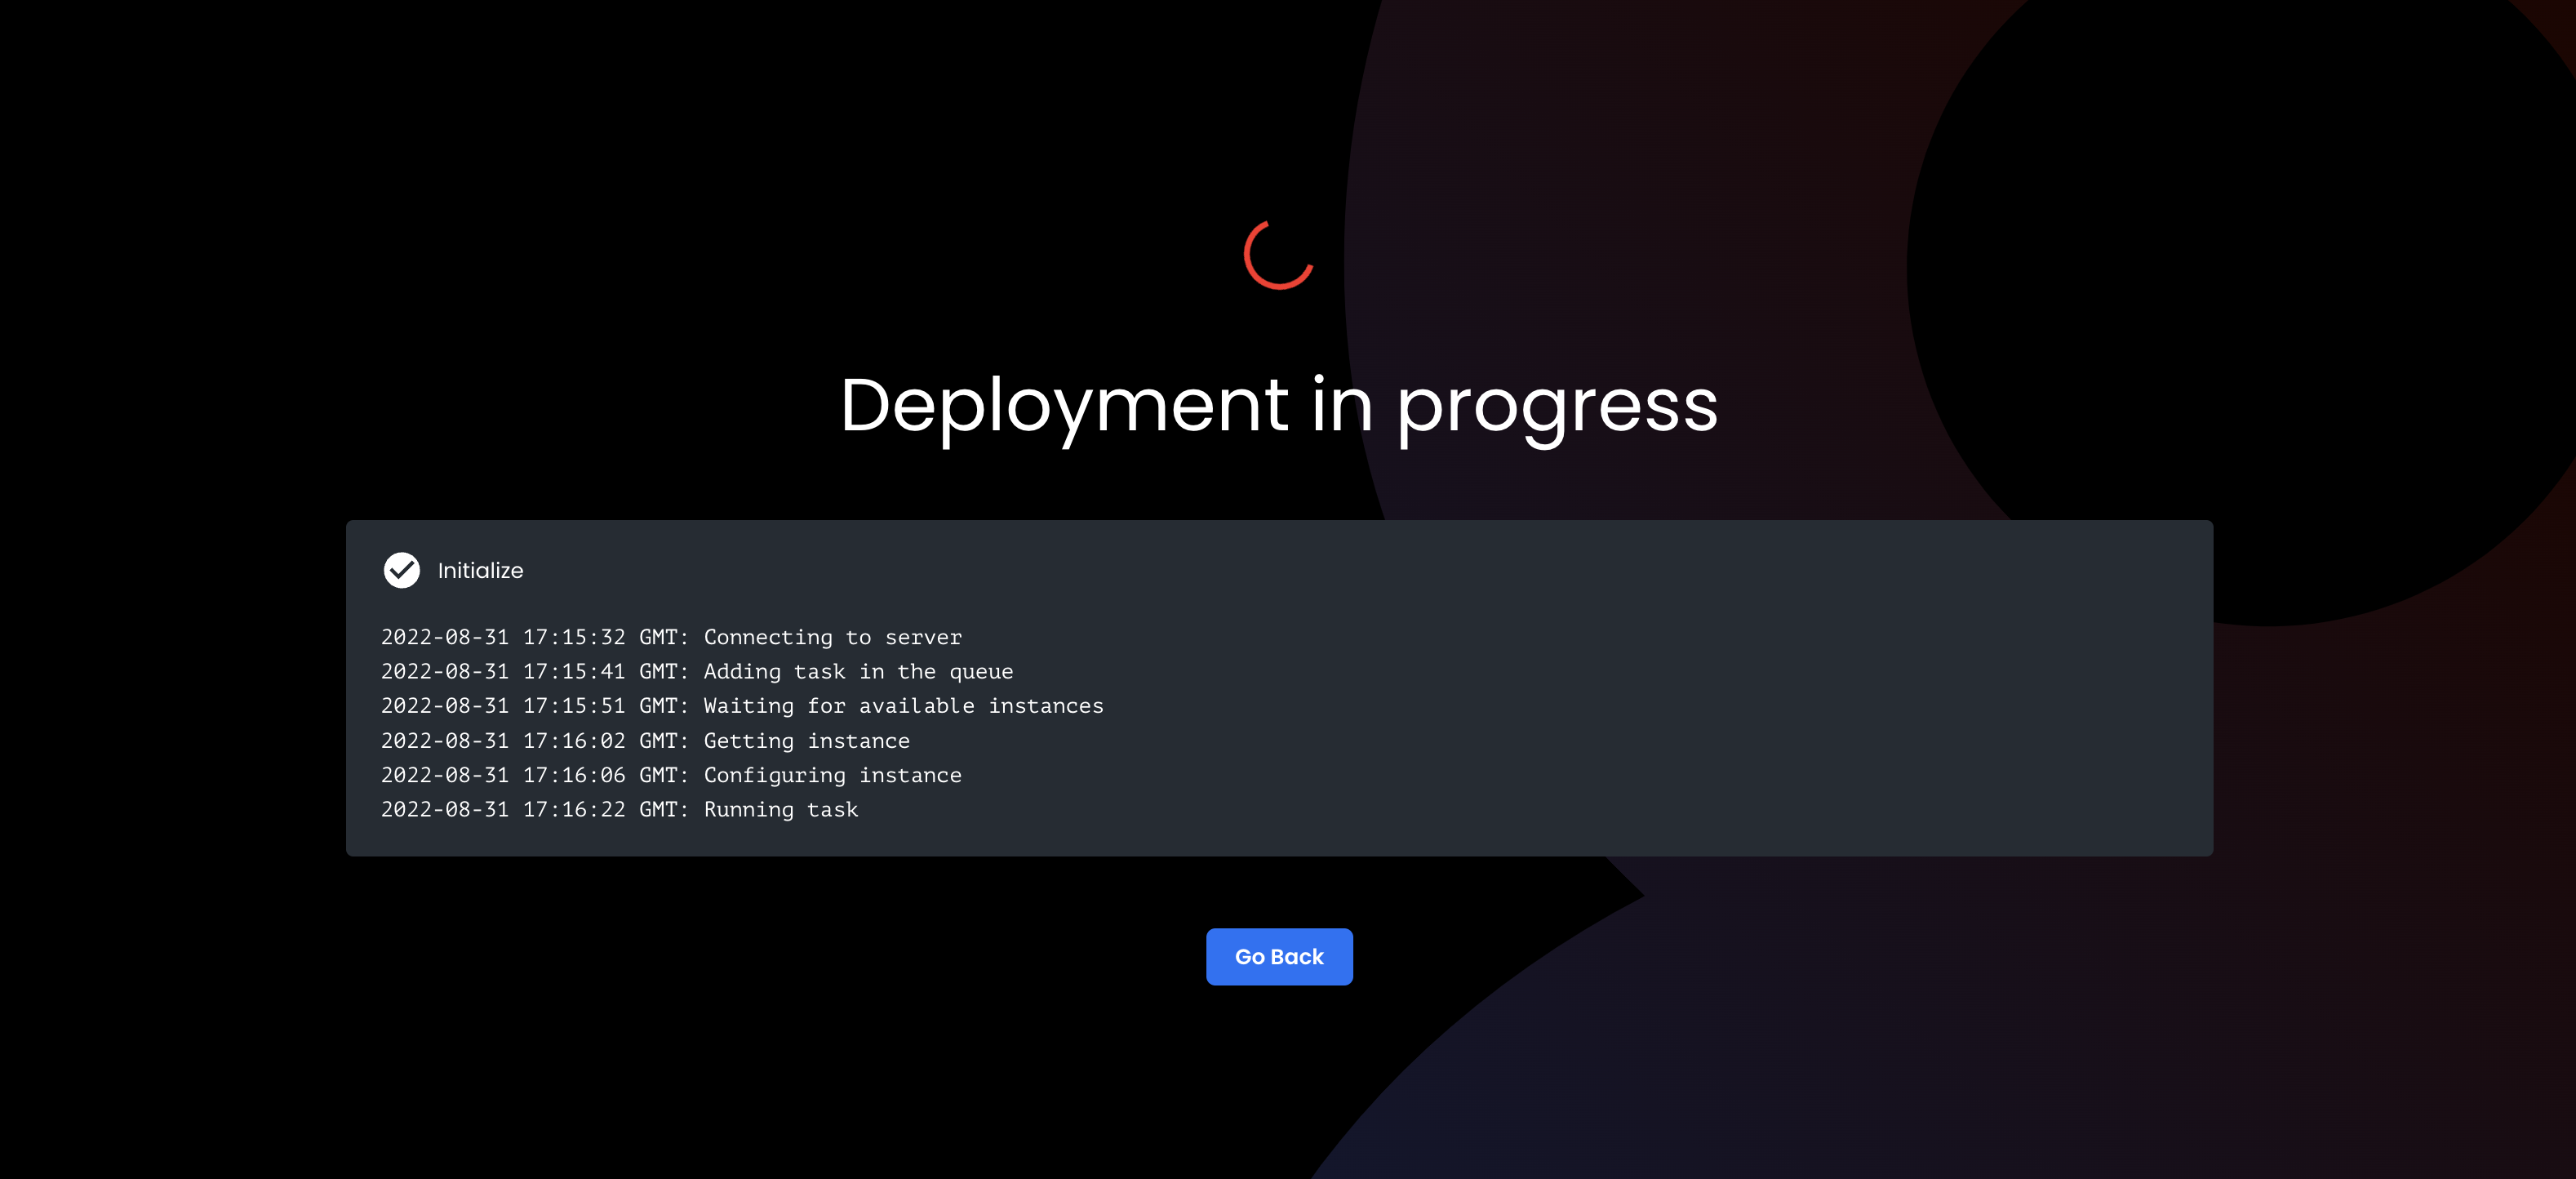 Deployment in progress
Initialize
2022-08-31 17:15:32 GMT: Connecting to server
2022-08-31 17:15:41 GMT: Adding task in the queue
2022-08-31 17:15:51 GMT: Waiting for available instances
2022-08-31 17:16:02 GMT: Getting instance
2022-08-31 17:16:06 GMT: Configuring instance
2022-08-31 17:16:22 GMT: Running task
Go Back